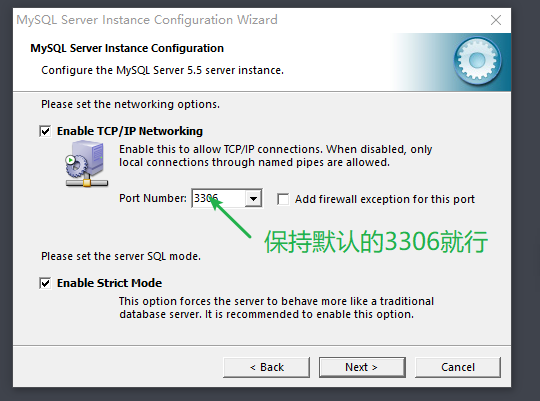 MySQL Server Instance Configuration Wizard
MySQL Server Instance Configuration
Configure the MySQL Server 5.5 server instance.
Please set the networking options.
Enable TCP/IP Networking
Enable this to allow TCP/IP connections. When disabled, only
local connections through named pipes are allowed.
Port Number: 3306 Add firewall exception for this port
保持默认的3306就行
Please set the server SQL mode.
Enable Strict Mode
This option forces the server to behave more like a traditional
database server. It is recommended to enable this option.
< Back Next > Cancel